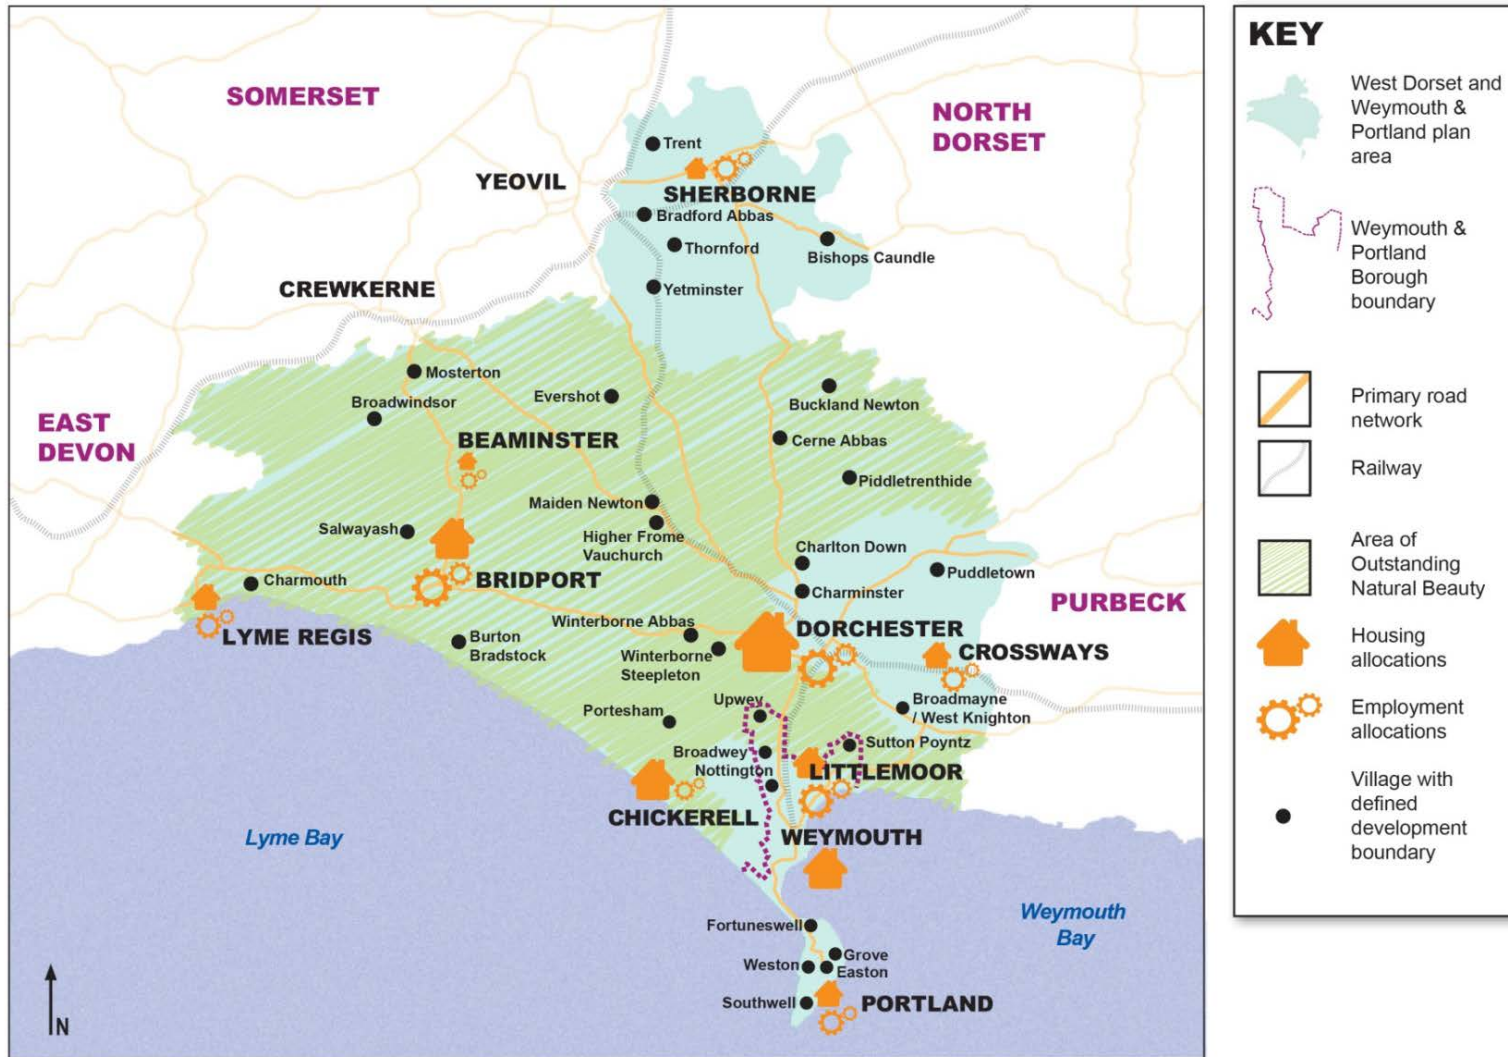 SOMERSET
NORTH
DORSET
Trent
YEOVIL
SHERBORNE
Bradford Abbas
Thornford
Bishops Caundle
Yetminster
CREWKERNE
Mosterton
Broadwindsor
Evershot
Buckland Newton
EAST
DEVON
BEAMINSTER
Cerne Abbas
Piddletrenthide
Maiden Newton
Salwayash
Higher Frome
Vauchurch
Charlton Down
Charmouth
BRIDPORT
Puddletown
Charminster
PURBECK
Winterborne Abbas
DORCHESTER
LYME REGIS
Burton
Bradstock
Winterborne
Steepleton
CROSSWAYS
Upwey
Broadmayne
/ West Knighton
Portesham
Sutton Poyntz
Broadwey
Nottington
LITTLEMOOR
CHICKERELL
Lyme Bay
WEYMOUTH
Weymouth
Bay
Fortuneswell
Grove
Weston
Easton
Southwell
PORTLAND
N
KEY
West Dorset and
Weymouth &
Portland plan
area
Weymouth &
Portland
Borough
boundary
Primary road
network
Railway
Area of
Outstanding
Natural Beauty
Housing
allocations
Employment
allocations
Village with
defined
development
boundary